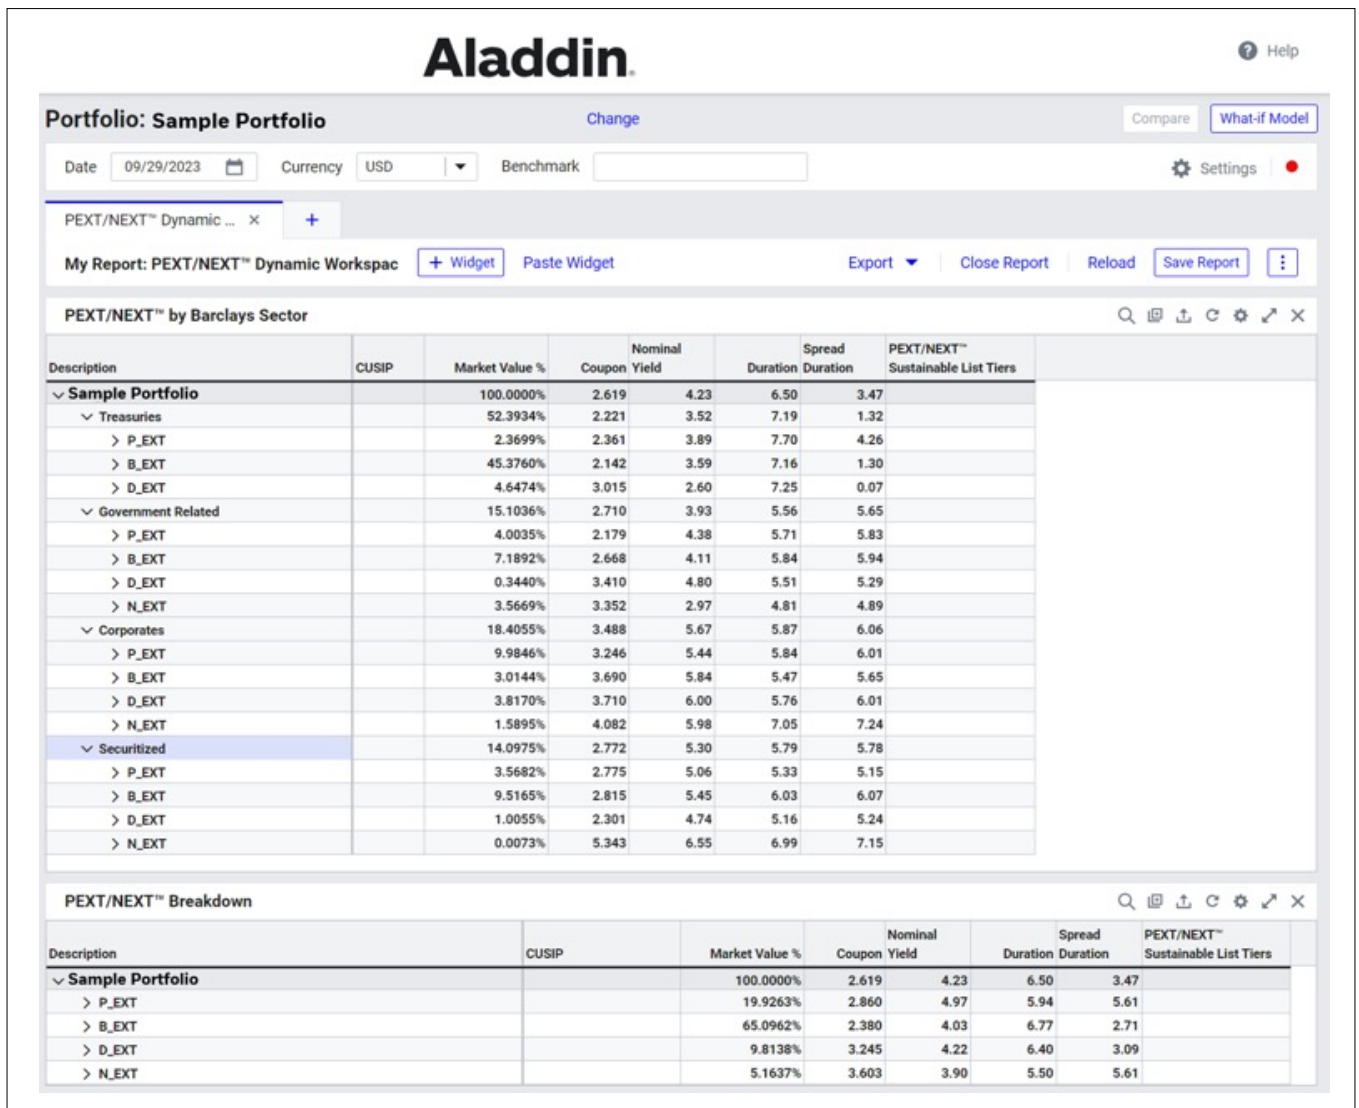 Aladdin.
Help
Portfolio: Sample Portfolio Change Compare What-if Model
Date 09/29/2023 Currency USD Benchmark Settings
PEXT/NEXT™ Dynamic ... × +
My Report: PEXT/NEXT™ Dynamic Workspac + Widget Paste Widget Export Close Report Reload Save Report
PEXT/NEXT™ by Barclays Sector
Description CUSIP Market Value % Coupon Nominal Yield Duration Spread Duration PEXT/NEXT™ Sustainable List Tiers
Sample Portfolio 100.0000% 2.619 4.23 6.50 3.47
Treasuries 52.3934% 2.221 3.52 7.19 1.32
P_EXT 2.3699% 2.361 3.89 7.70 4.26
B_EXT 45.3760% 2.142 3.59 7.16 1.30
D_EXT 4.6474% 3.015 2.60 7.25 0.07
Government Related 15.1036% 2.710 3.93 5.56 5.65
P_EXT 4.0035% 2.179 4.38 5.71 5.83
B_EXT 7.1892% 2.668 4.11 5.84 5.94
D_EXT 0.3440% 3.410 4.80 5.51 5.29
N_EXT 3.5669% 3.352 2.97 4.81 4.89
Corporates 18.4055% 3.488 5.67 5.87 6.06
P_EXT 9.9846% 3.246 5.44 5.84 6.01
B_EXT 3.0144% 3.690 5.84 5.47 5.65
D_EXT 3.8170% 3.710 6.00 5.76 6.01
N_EXT 1.5895% 4.082 5.98 7.05 7.24
Securitized 14.0975% 2.772 5.30 5.79 5.78
P_EXT 3.5682% 2.775 5.06 5.33 5.15
B_EXT 9.5165% 2.815 5.45 6.03 6.07
D_EXT 1.0055% 2.301 4.74 5.16 5.24
N_EXT 0.0073% 5.343 6.55 6.99 7.15
PEXT/NEXT™ Breakdown
Description CUSIP Market Value % Coupon Nominal Yield Duration Spread Duration PEXT/NEXT™ Sustainable List Tiers
Sample Portfolio 100.0000% 2.619 4.23 6.50 3.47
P_EXT 19.9263% 2.860 4.97 5.94 5.61
B_EXT 65.0962% 2.380 4.03 6.77 2.71
D_EXT 9.8138% 3.245 4.22 6.40 3.09
N_EXT 5.1637% 3.603 3.90 5.50 5.61